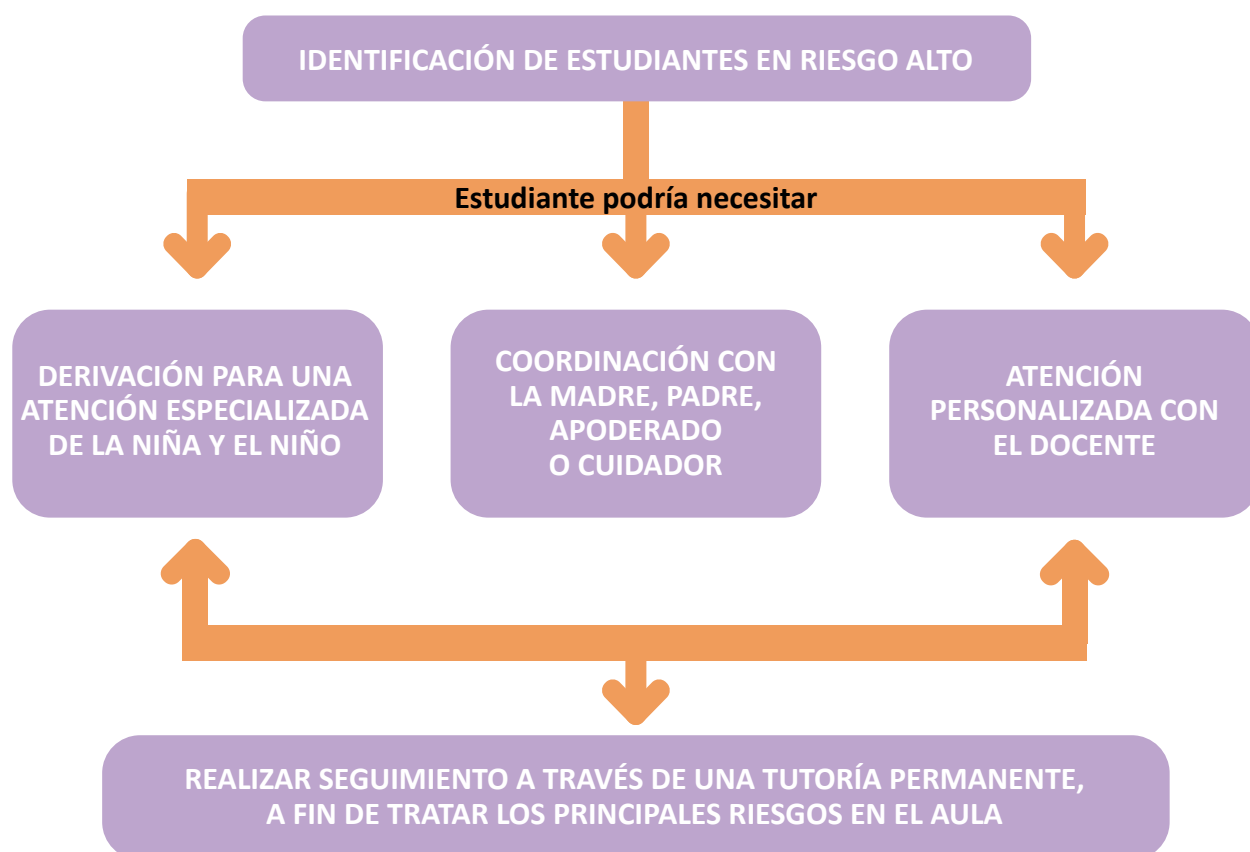 IDENTIFICACIÓN DE ESTUDIANTES EN RIESGO ALTO
Estudiante podría necesitar
DERIVACIÓN PARA UNA
ATENCIÓN ESPECIALIZADA
DE LA NIÑA Y EL NIÑO
COORDINACIÓN CON
LA MADRE, PADRE,
APODERADO
O CUIDADOR
ATENCIÓN
PERSONALIZADA CON
EL DOCENTE
REALIZAR SEGUIMIENTO A TRAVÉS DE UNA TUTORÍA PERMANENTE,
A FIN DE TRATAR LOS PRINCIPALES RIESGOS EN EL AULA